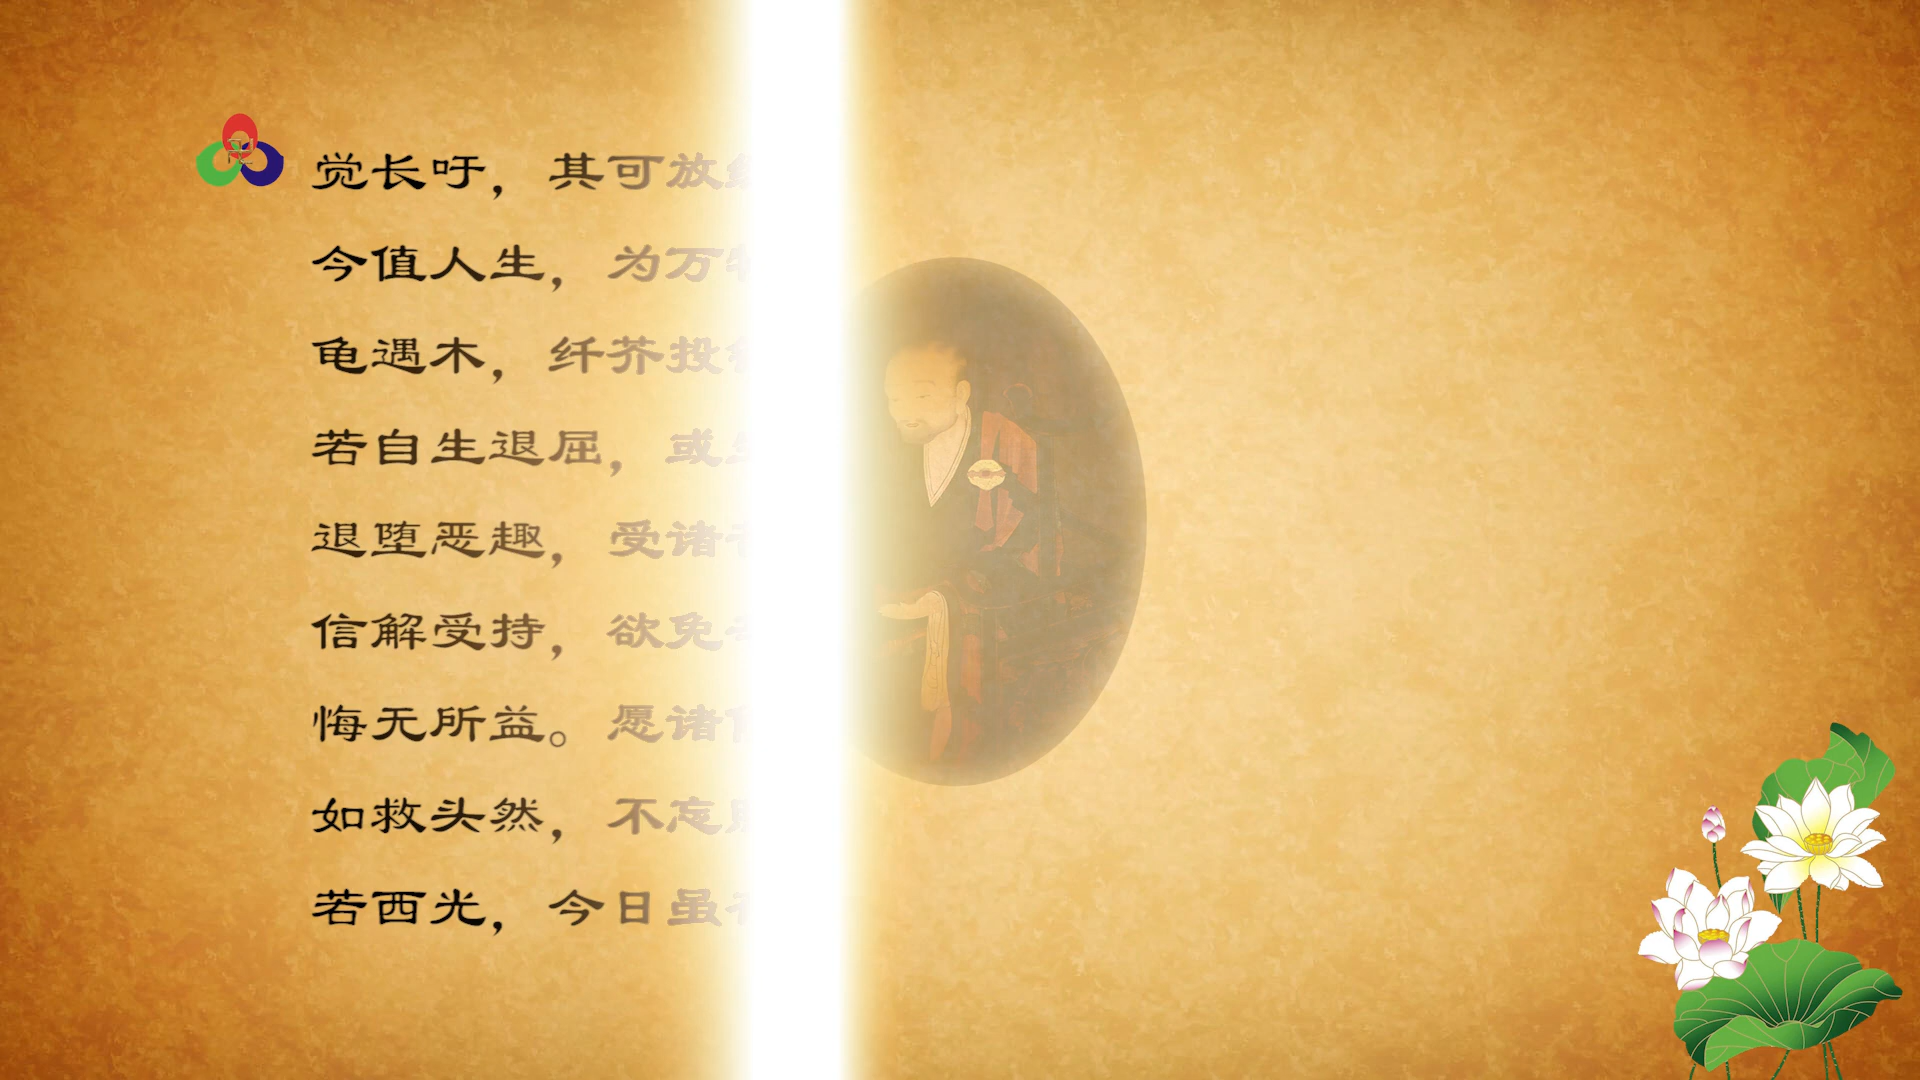 觉长吁，其可放
今值人生，为万
龟遇木，纤芥投
若自生退屈，或
退堕恶趣，受诸
信解受持，欲免
悔无所益。愿诸
如救头然，不忘
若西光，今日虽